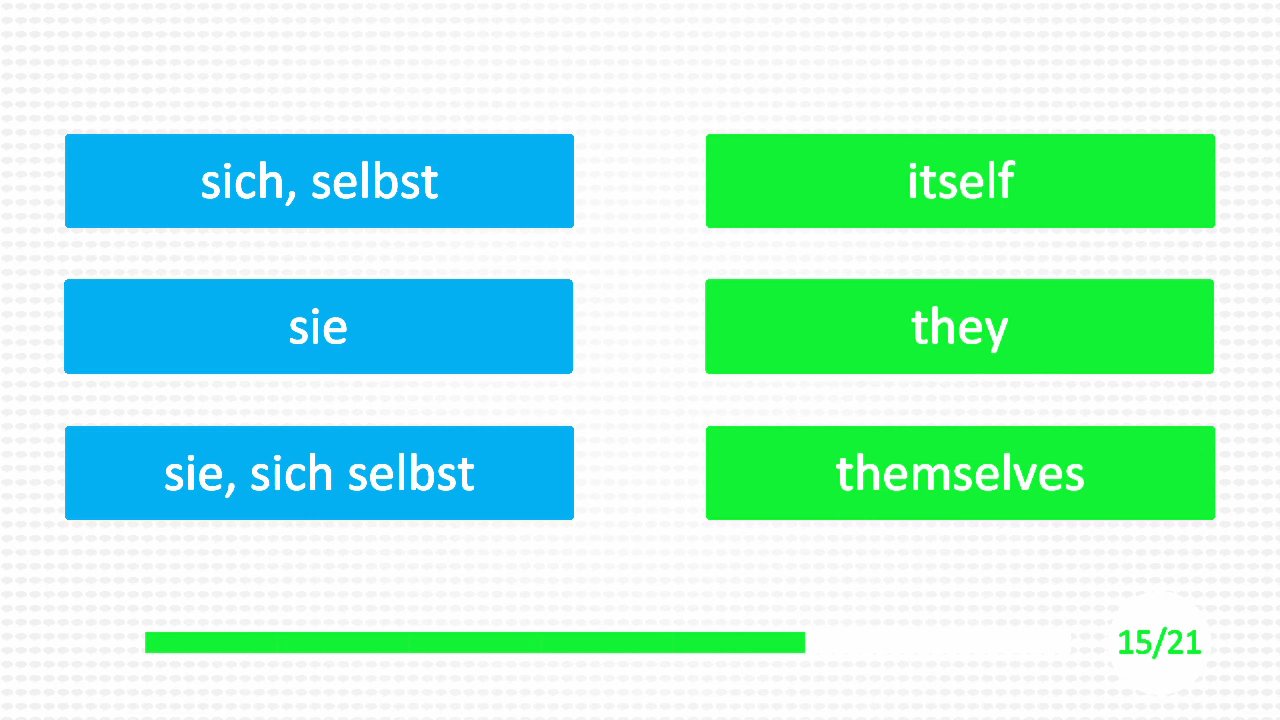 sich, selbst
itself
sie
they
sie, sich selbst
themselves
15/21